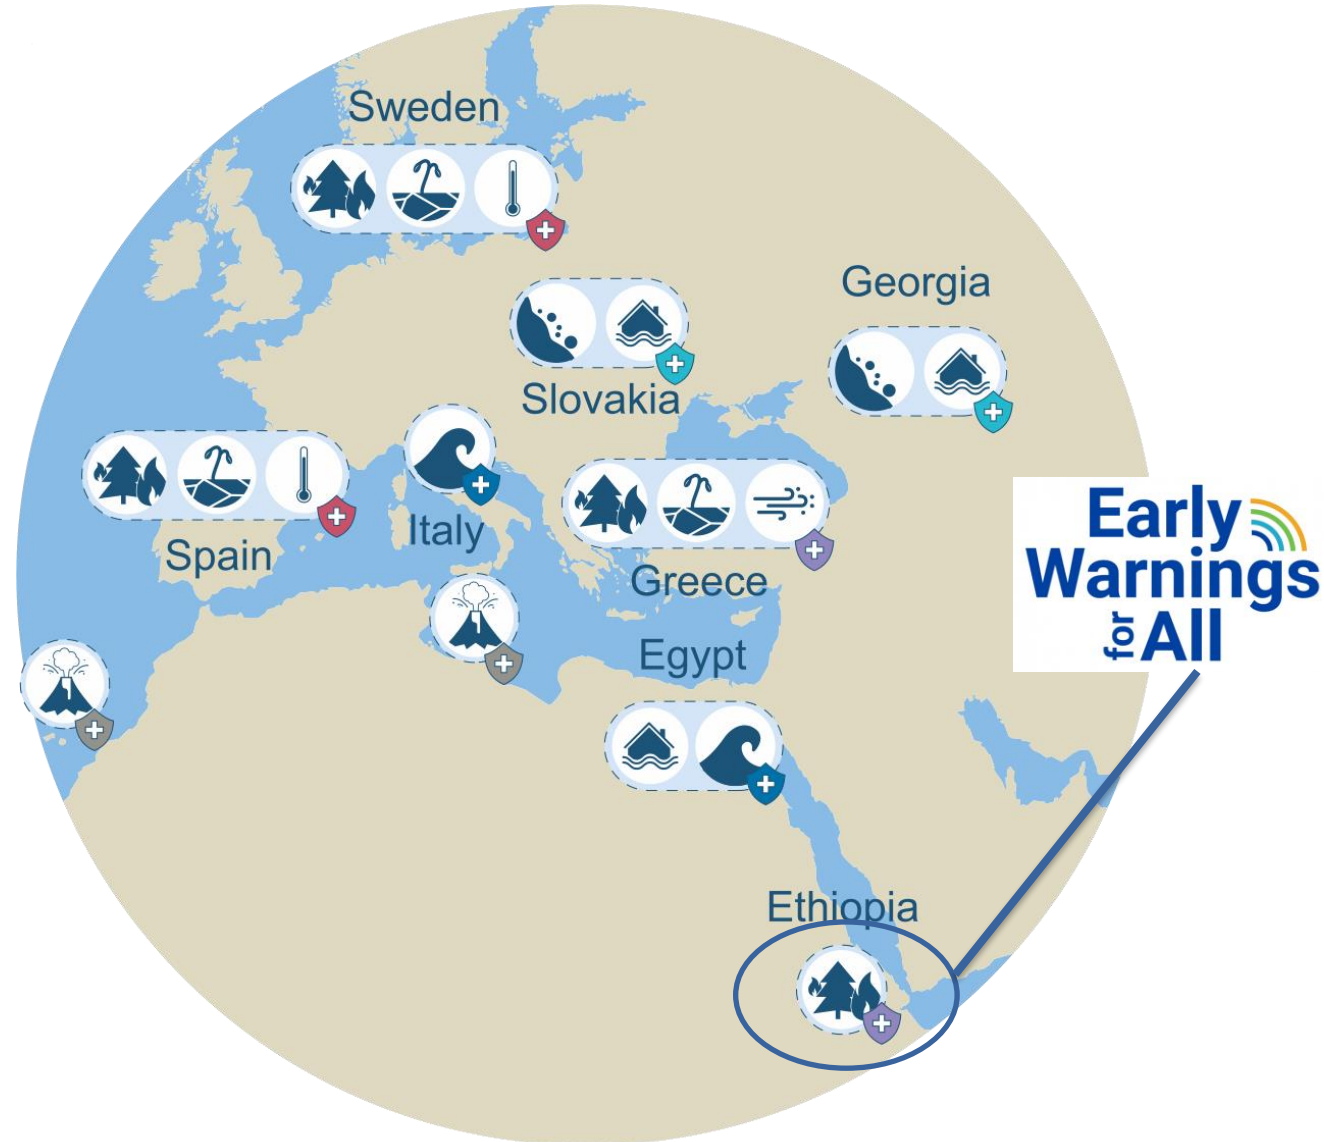 Sweden
Georgia
Slovakia
Italy
Spain
Greece
Egypt
Ethiopia
Early
Warnings
for All